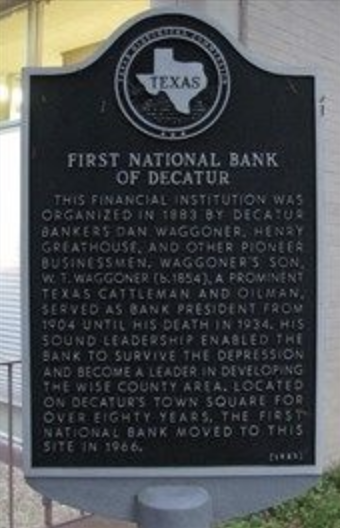 TEXAS HISTORICAL COMMISSION
TEXAS
FIRST NATIONAL BANK
OF DECATUR
THIS FINANCIAL INSTITUTION WAS
ORGANIZED IN 1883 BY DECATUR
BANKERS DAN WAGGONER, HENRY
GREATHOUSE, AND OTHER PIONEER
BUSINESSMEN. WAGGONER'S SON,
W. T. WAGGONER (b.1854), A PROMINENT
TEXAS CATTLEMAN AND OILMAN,
SERVED AS BANK PRESIDENT FROM
1904 UNTIL HIS DEATH IN 1934. HIS
SOUND LEADERSHIP ENABLED THE
BANK TO SURVIVE THE DEPRESSION
AND BECOME A LEADER IN DEVELOPING
THE WISE COUNTY AREA. LOCATED
ON DECATUR'S TOWN SQUARE FOR
OVER EIGHTY YEARS, THE FIRST
NATIONAL BANK MOVED TO THIS
SITE IN 1966.